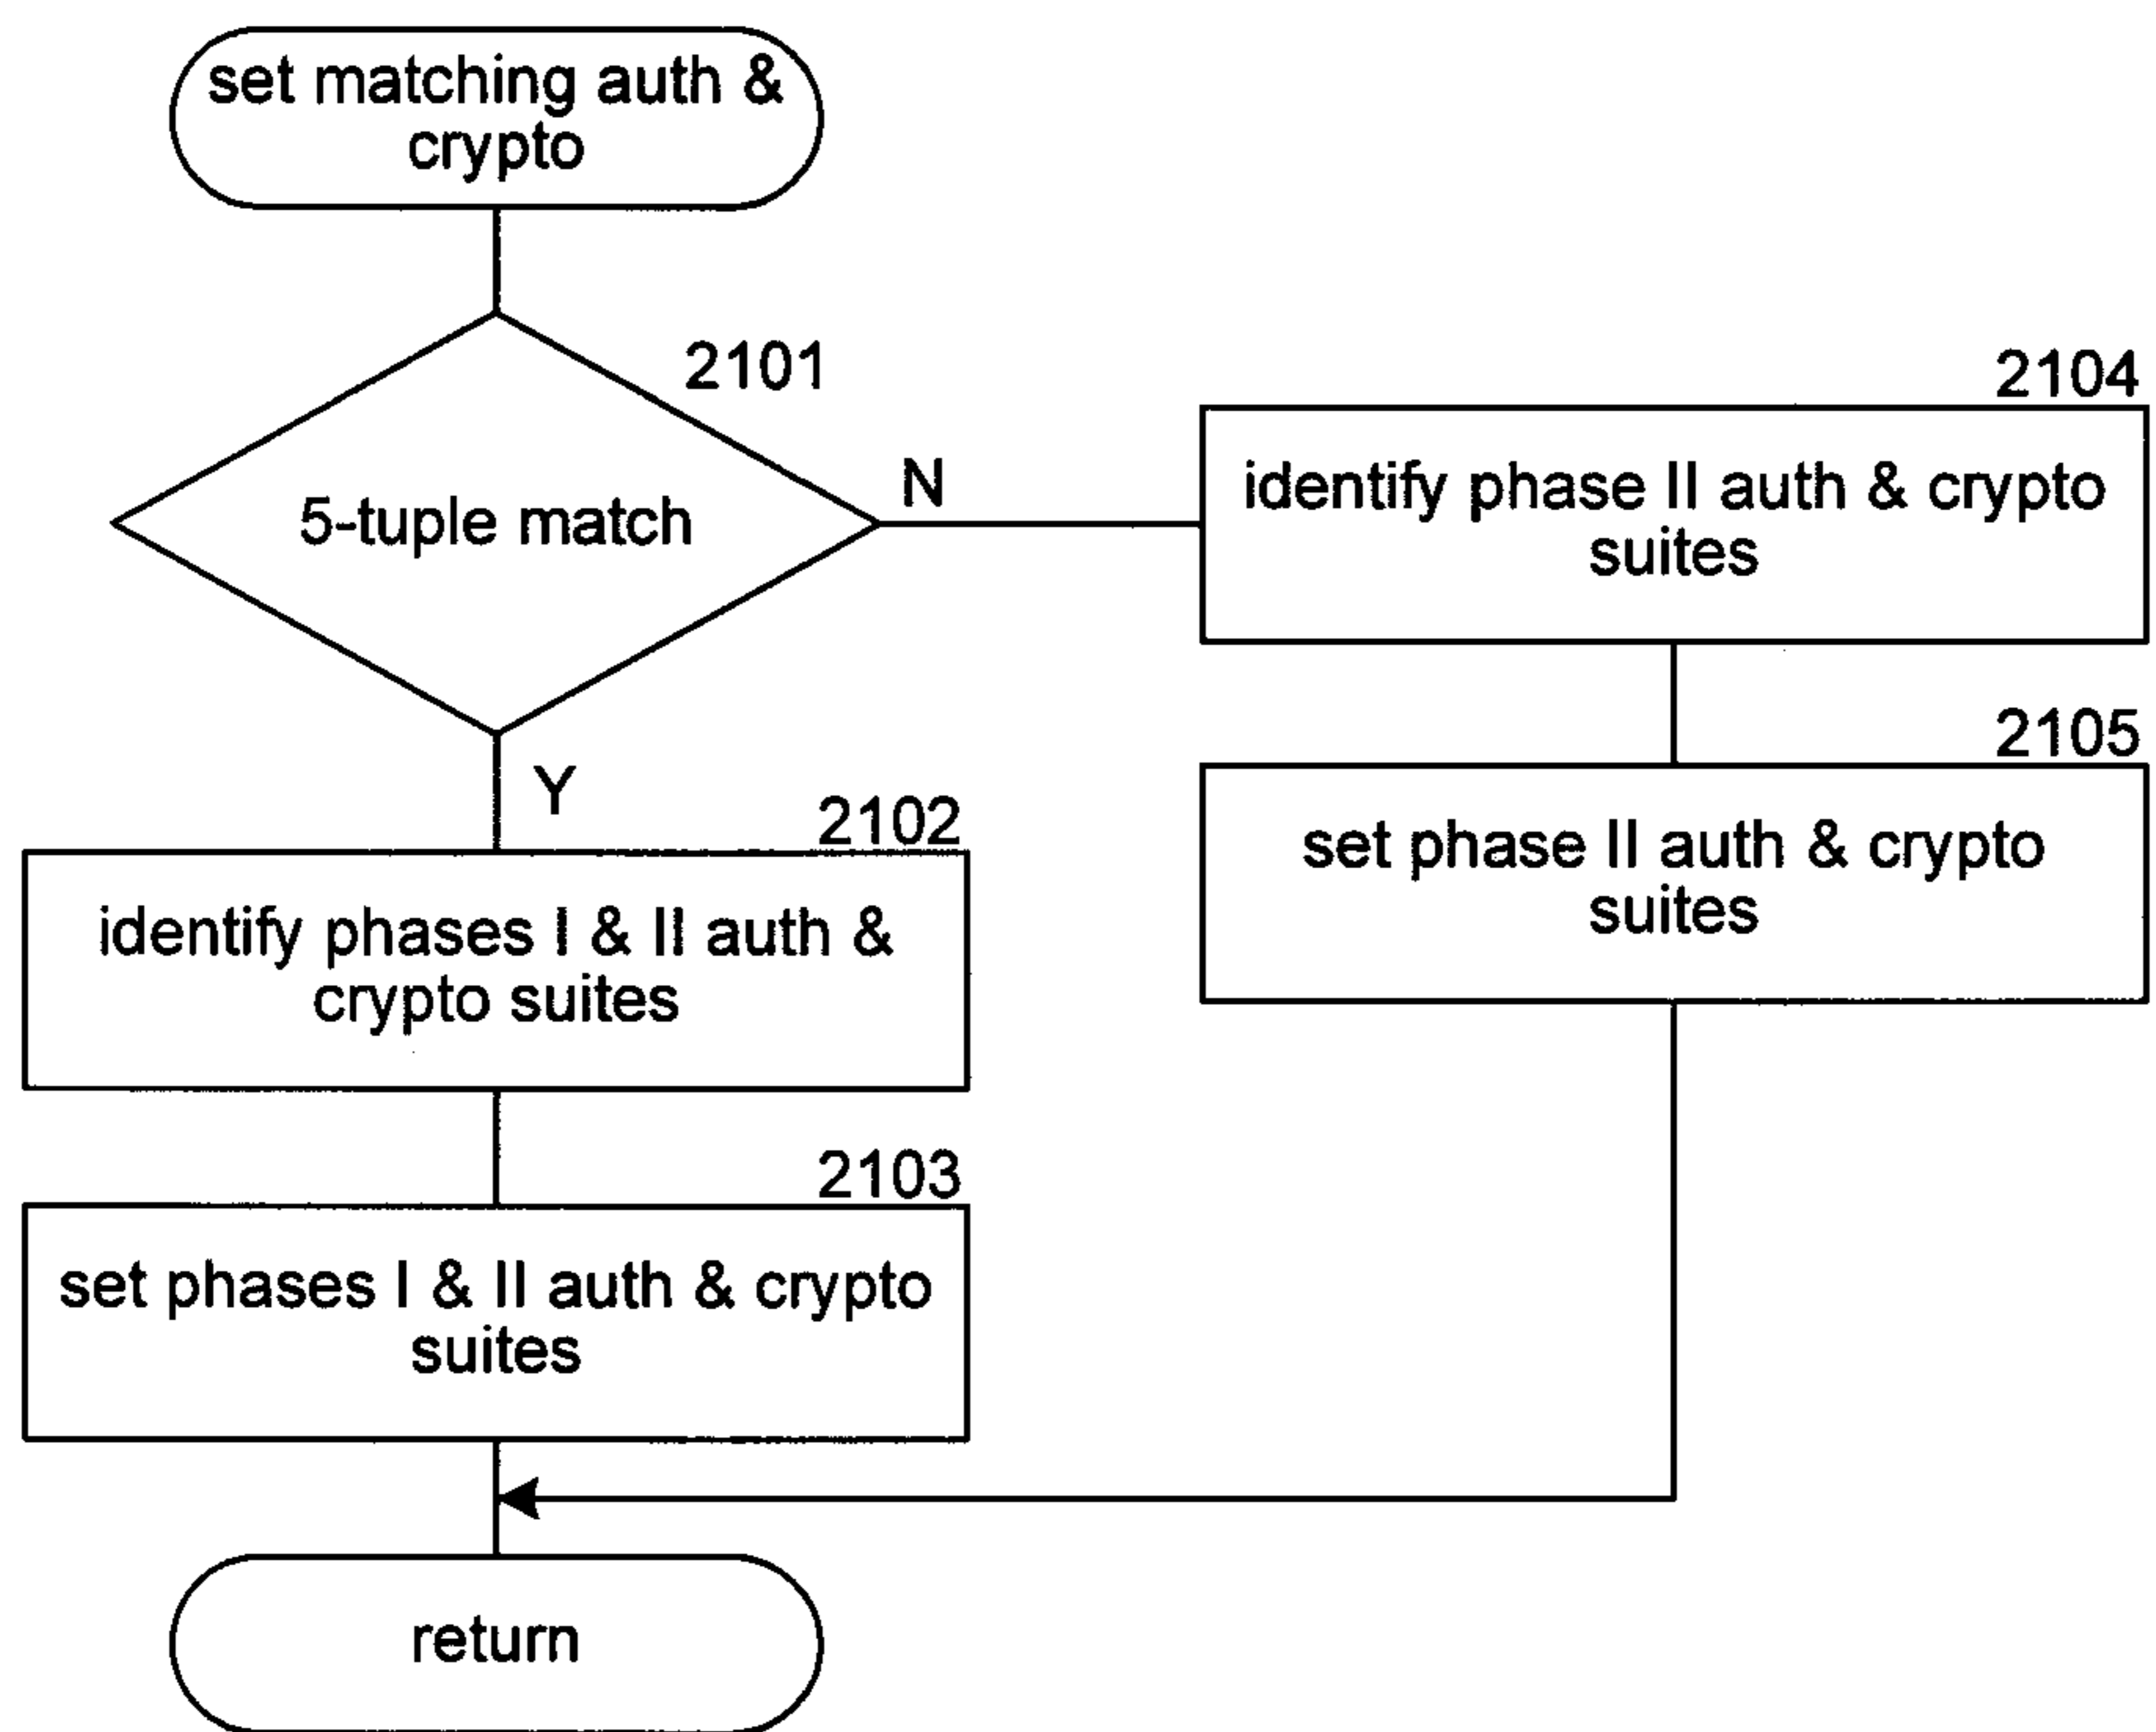 set matching auth &
crypto
2101
5-tuple match
N
Y
2102
identify phases I & II auth &
crypto suites
2103
set phases I & II auth & crypto
suites
2104
identify phase II auth & crypto
suites
2105
set phase II auth & crypto
suites
return